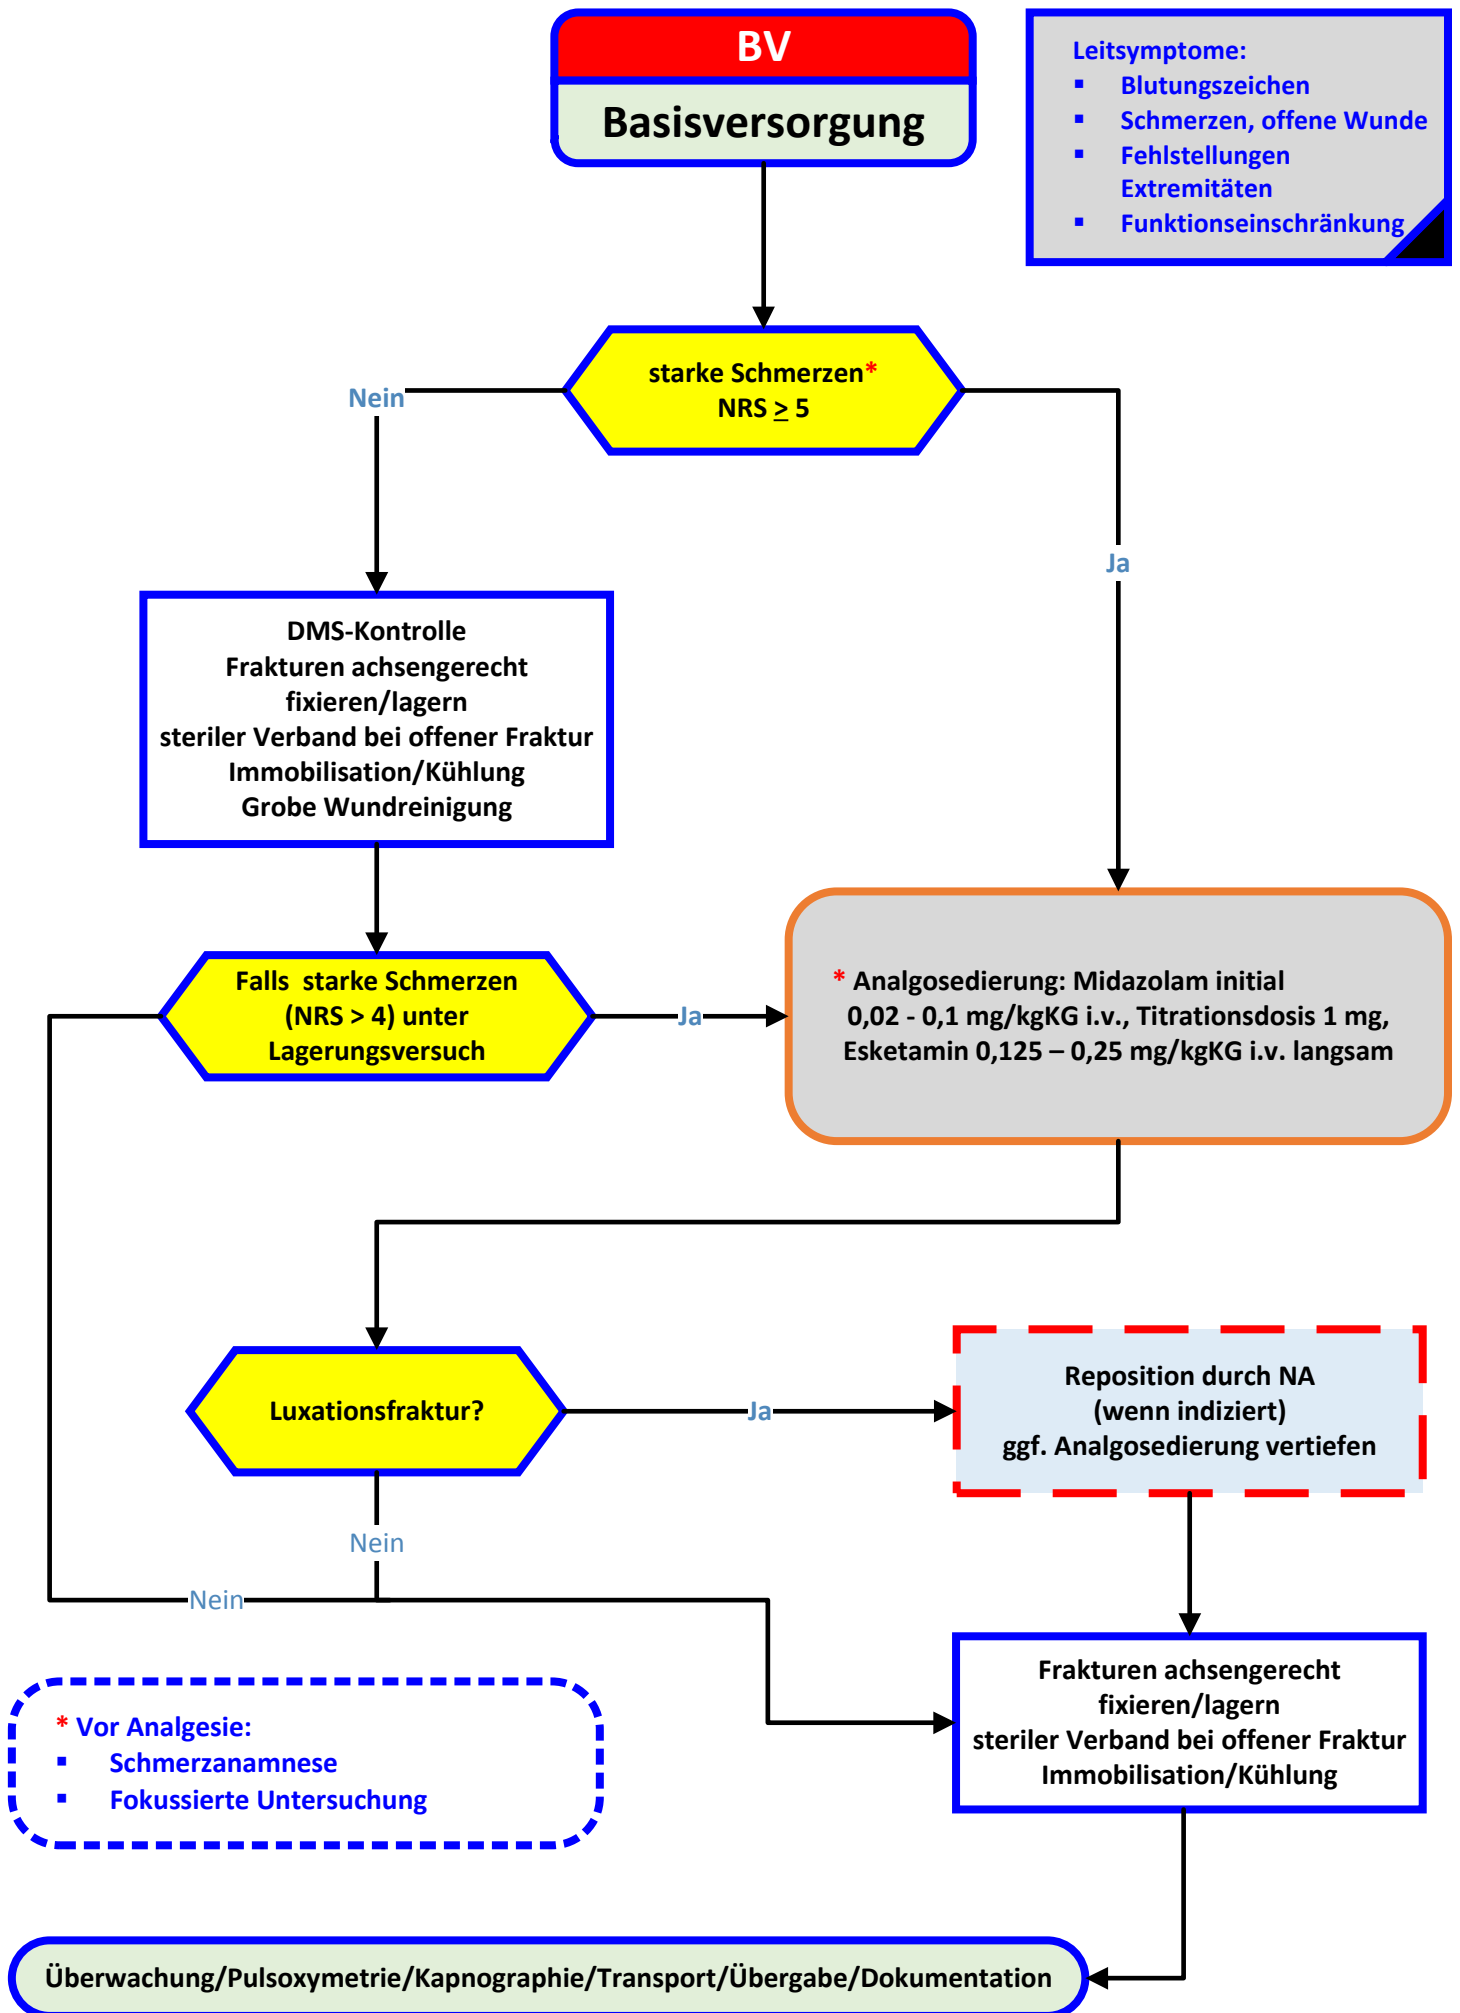 BV
Basisversorgung
Leitsymptome:
▪ Blutungszeichen
▪ Schmerzen, offene Wunde
▪ Fehlstellungen
Extremitäten
▪ Funktionseinschränkung
starke Schmerzen*
NRS ≥ 5
Nein
Ja
DMS-Kontrolle
Frakturen achsengerecht
fixieren/lagern
steriler Verband bei offener Fraktur
Immobilisation/Kühlung
Grobe Wundreinigung
Falls starke Schmerzen
(NRS > 4) unter
Lagerungsversuch
Ja
* Analgosedierung: Midazolam initial
0,02 - 0,1 mg/kgKG i.v., Titrationsdosis 1 mg,
Esketamin 0,125 – 0,25 mg/kgKG i.v. langsam
Luxationsfraktur?
Ja
Reposition durch NA
(wenn indiziert)
ggf. Analgosedierung vertiefen
Nein
Nein
Frakturen achsengerecht
fixieren/lagern
steriler Verband bei offener Fraktur
Immobilisation/Kühlung
* Vor Analgesie:
▪ Schmerzanamnese
▪ Fokussierte Untersuchung
Überwachung/Pulsoxymetrie/Kapnographie/Transport/Übergabe/Dokumentation